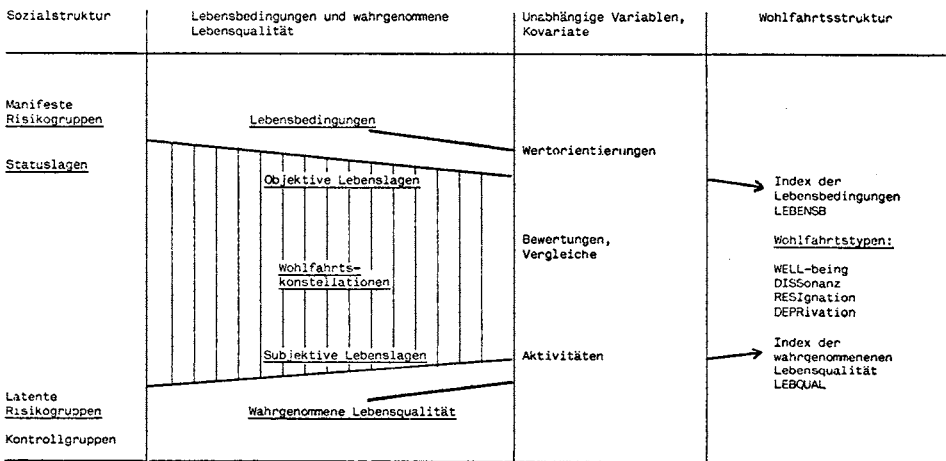 Sozialstruktur
Lebensbedingungen und wahrgenommene
Lebensqualität
Unabhängige Variablen,
Kovariate
Wohlfahrtsstruktur
Manifeste
Risikogruppen
Statuslagen
Latente
Risikogruppen
Kontrollgruppen
Lebensbedingungen
Objektive Lebenslagen
Wohlfahrts-
konstellationen
Subjektive Lebenslagen
Wahrgenommene Lebensqualität
Wertorientierungen
Bewertungen,
Vergleiche
Aktivitäten
Index der
Lebensbedingungen
LEBENSB
Wohlfahrtstypen:
WELL-being
DISSonanz
RESIgnation
DEPRivation
Index der
wahrgenommenenen
Lebensqualität
LEBQUAL